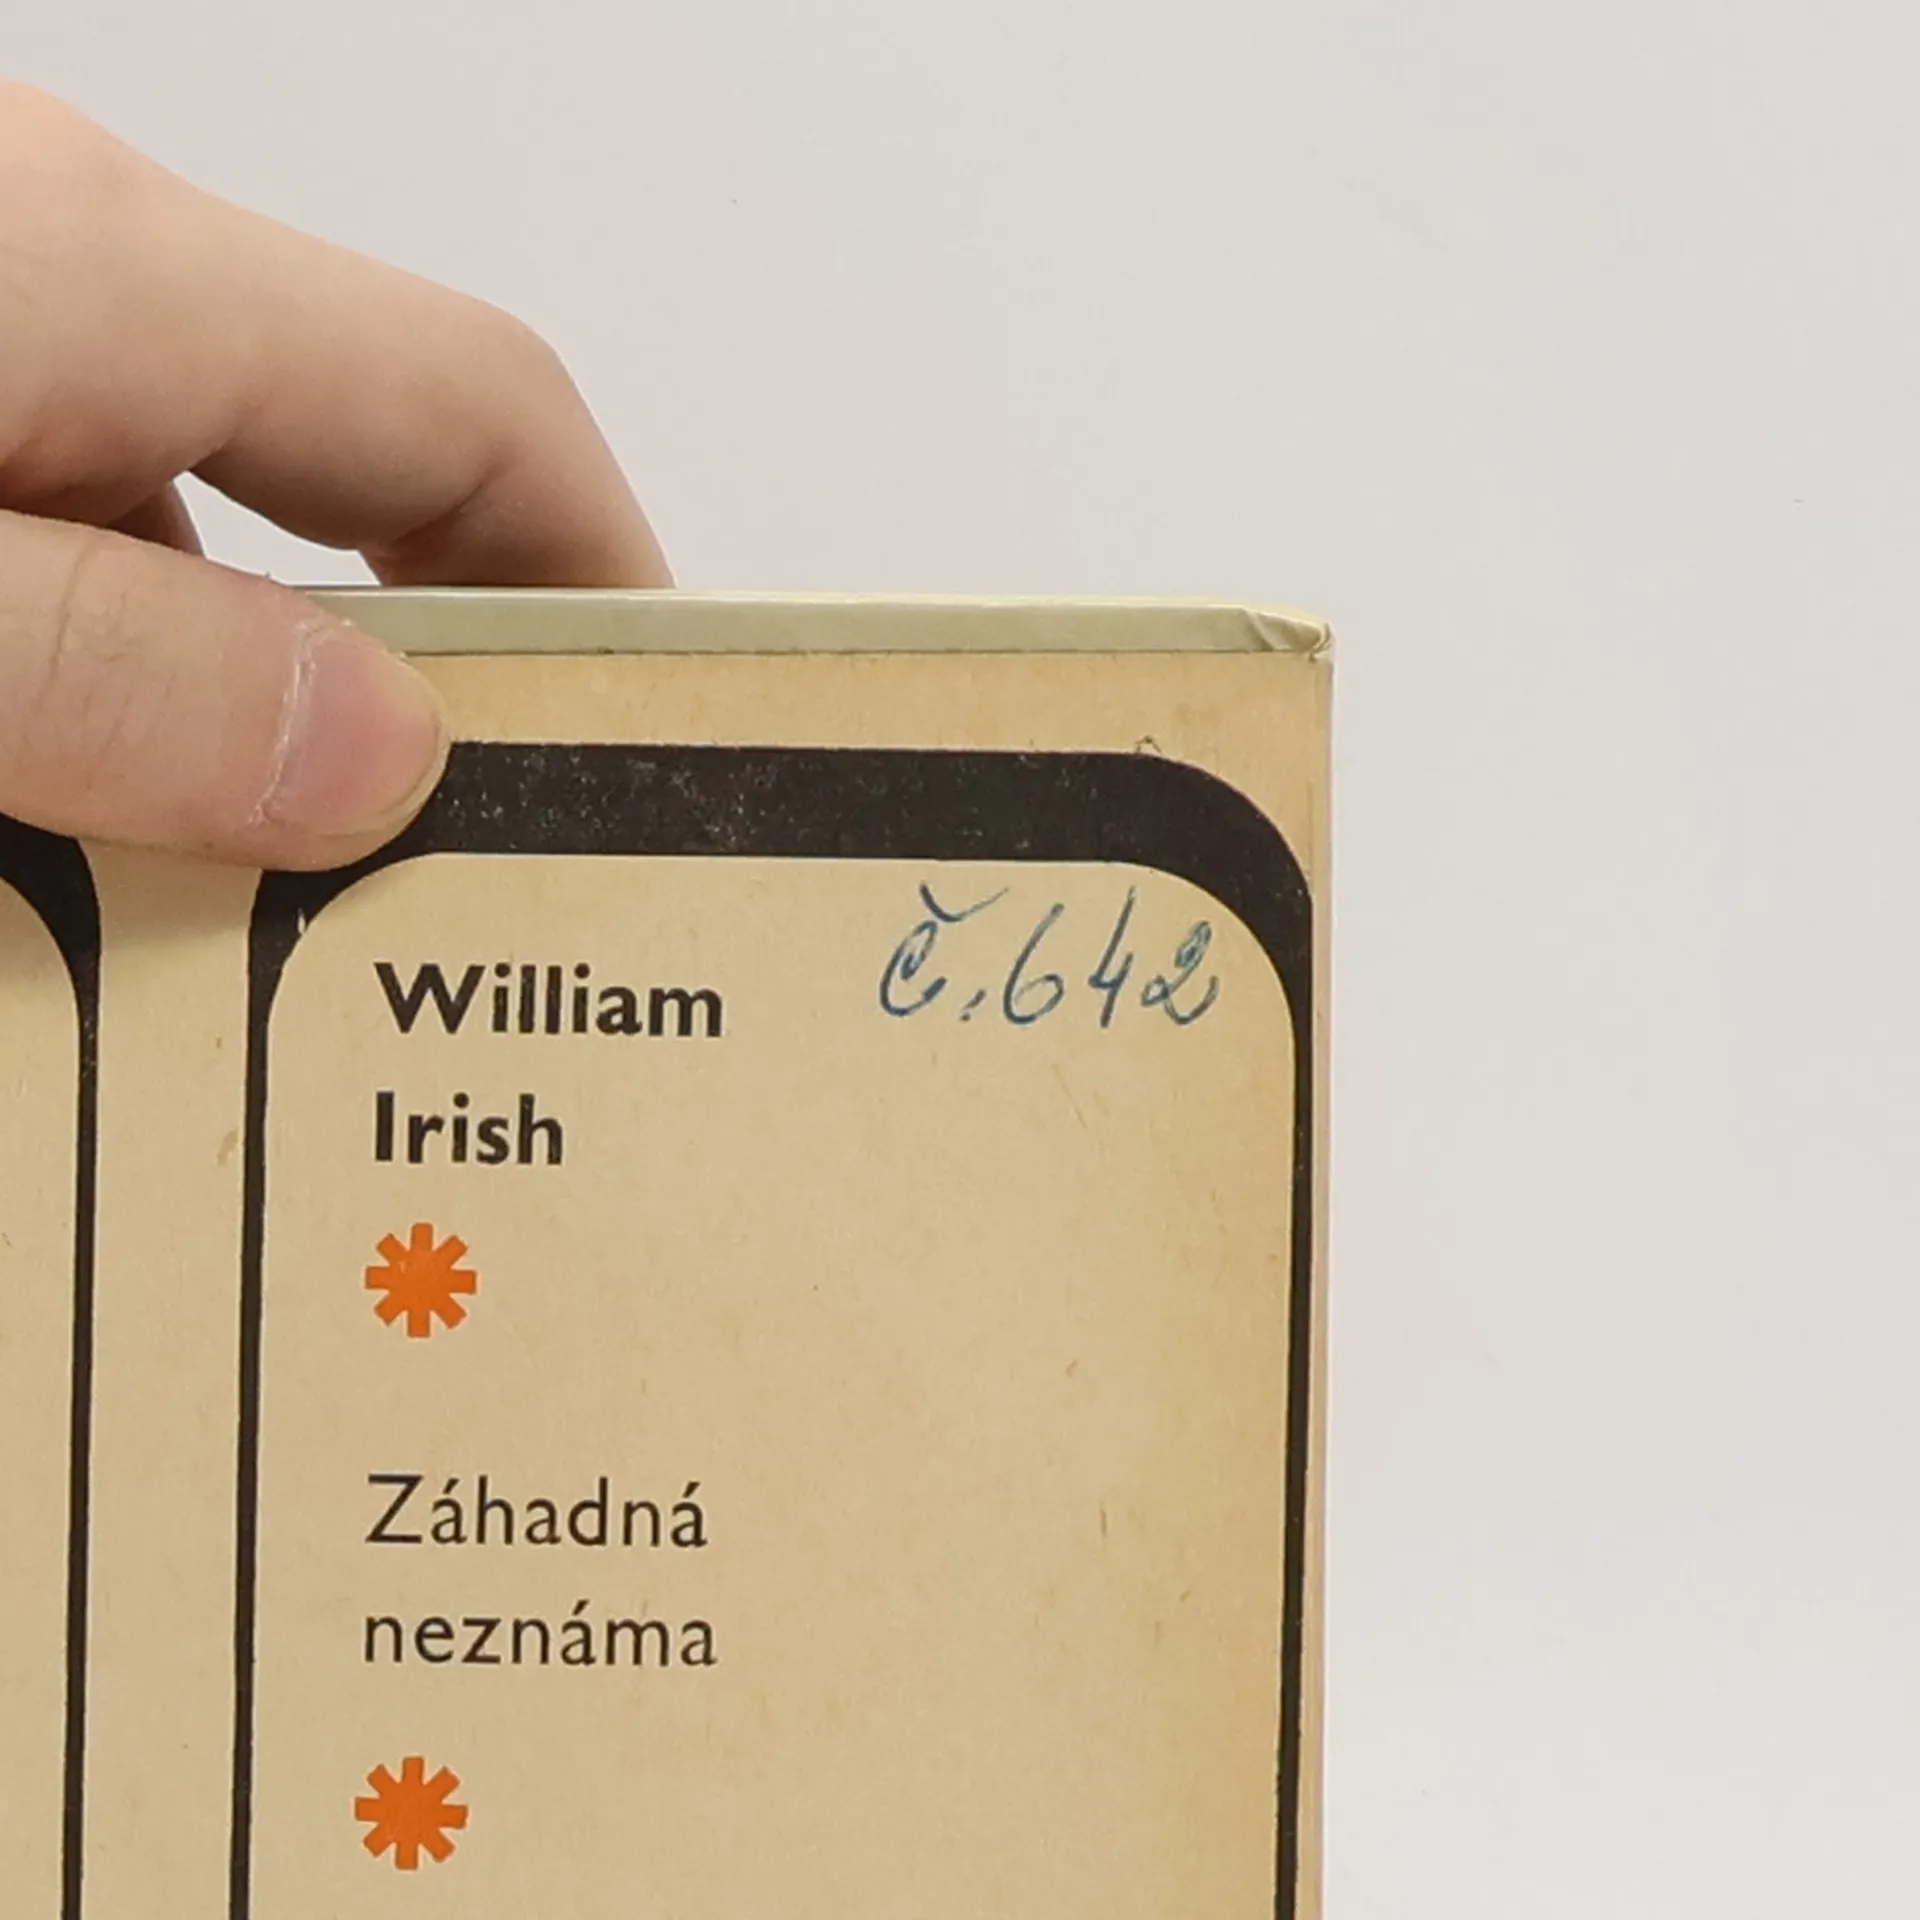 č. 642
William
Irish
Záhadná
neznáma